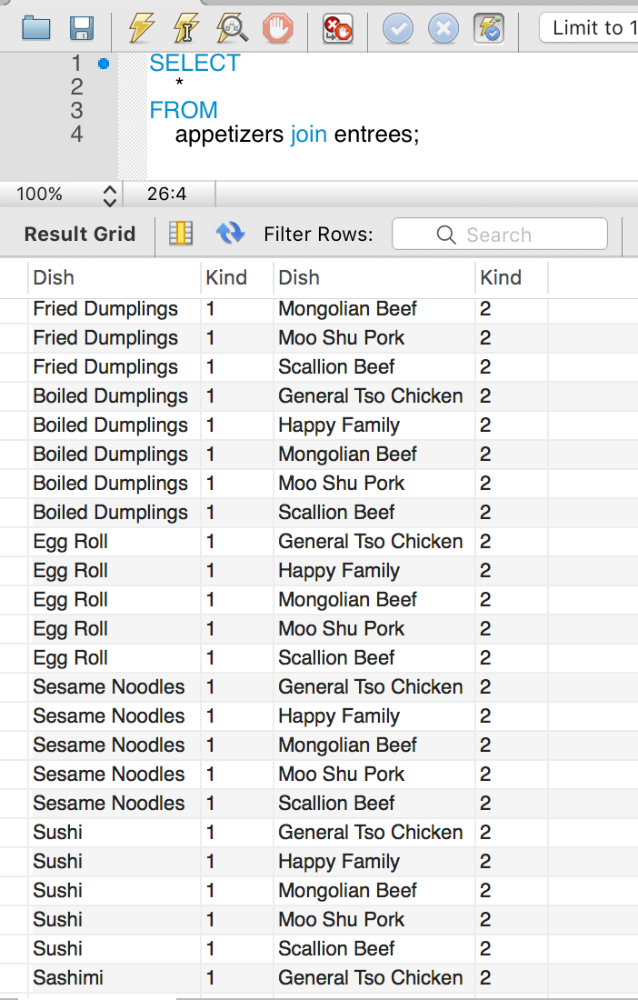 Limit to 1
1 SELECT
2 *
3 FROM
4 appetizers join entrees;
100% 26:4
Result Grid Filter Rows: Search
Dish Kind Dish Kind
Fried Dumplings 1 Mongolian Beef 2
Fried Dumplings 1 Moo Shu Pork 2
Fried Dumplings 1 Scallion Beef 2
Boiled Dumplings 1 General Tso Chicken 2
Boiled Dumplings 1 Happy Family 2
Boiled Dumplings 1 Mongolian Beef 2
Boiled Dumplings 1 Moo Shu Pork 2
Boiled Dumplings 1 Scallion Beef 2
Egg Roll 1 General Tso Chicken 2
Egg Roll 1 Happy Family 2
Egg Roll 1 Mongolian Beef 2
Egg Roll 1 Moo Shu Pork 2
Egg Roll 1 Scallion Beef 2
Sesame Noodles 1 General Tso Chicken 2
Sesame Noodles 1 Happy Family 2
Sesame Noodles 1 Mongolian Beef 2
Sesame Noodles 1 Moo Shu Pork 2
Sesame Noodles 1 Scallion Beef 2
Sushi 1 General Tso Chicken 2
Sushi 1 Happy Family 2
Sushi 1 Mongolian Beef 2
Sushi 1 Moo Shu Pork 2
Sushi 1 Scallion Beef 2
Sashimi 1 General Tso Chicken 2